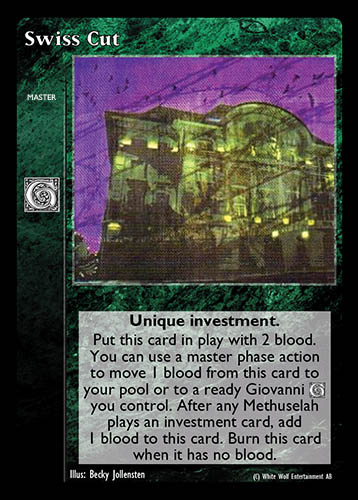 Swiss Cut
MASTER
Unique investment.
Put this card in play with 2 blood.
You can use a master phase action
to move 1 blood from this card to
your pool or to a ready Giovanni
you control. After any Methuselah
plays an investment card, add
1 blood to this card. Burn this card
when it has no blood.
Illus: Becky Jollensten
(C) White Wolf Entertainment AB